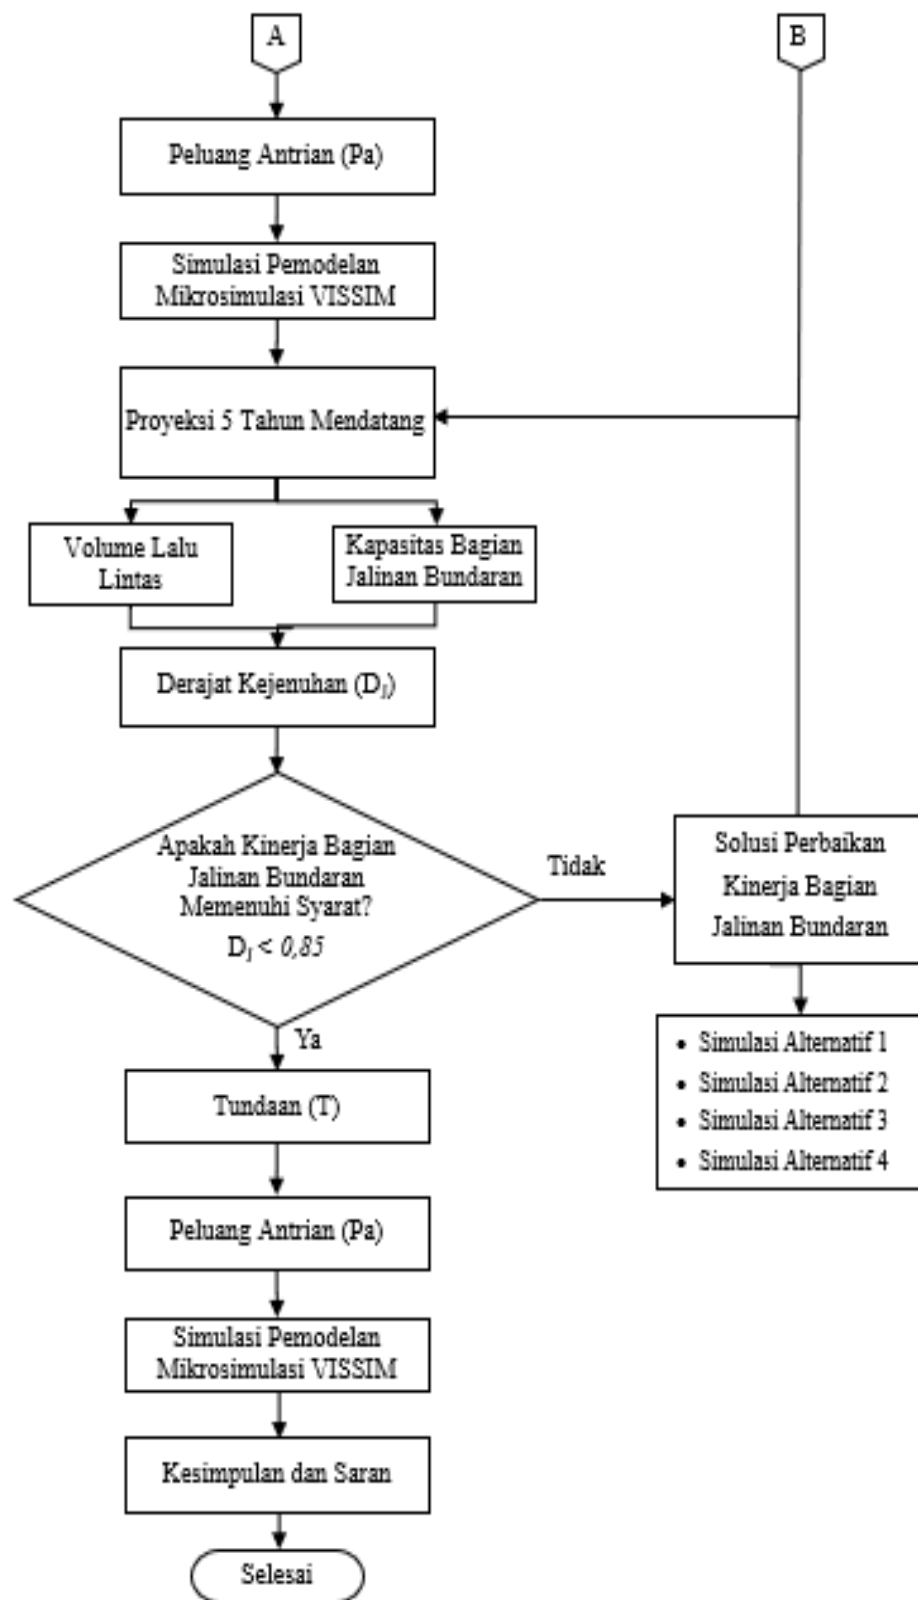 A
B
Peluang Antrian (Pa)
Simulasi Pemodelan
Mikrosimulasi VISSIM
Proyeksi 5 Tahun Mendatang
Volume Lalu
Lintas
Kapasitas Bagian
Jalinan Bundaran
Derajat Kejenuhan (DJ)
Apakah Kinerja Bagian
Jalinan Bundaran
Memenuhi Syarat?
DJ < 0,85
Tidak
Solusi Perbaikan
Kinerja Bagian
Jalinan Bundaran
Ya
• Simulasi Alternatif 1
• Simulasi Alternatif 2
• Simulasi Alternatif 3
• Simulasi Alternatif 4
Tundaan (T)
Peluang Antrian (Pa)
Simulasi Pemodelan
Mikrosimulasi VISSIM
Kesimpulan dan Saran
Selesai